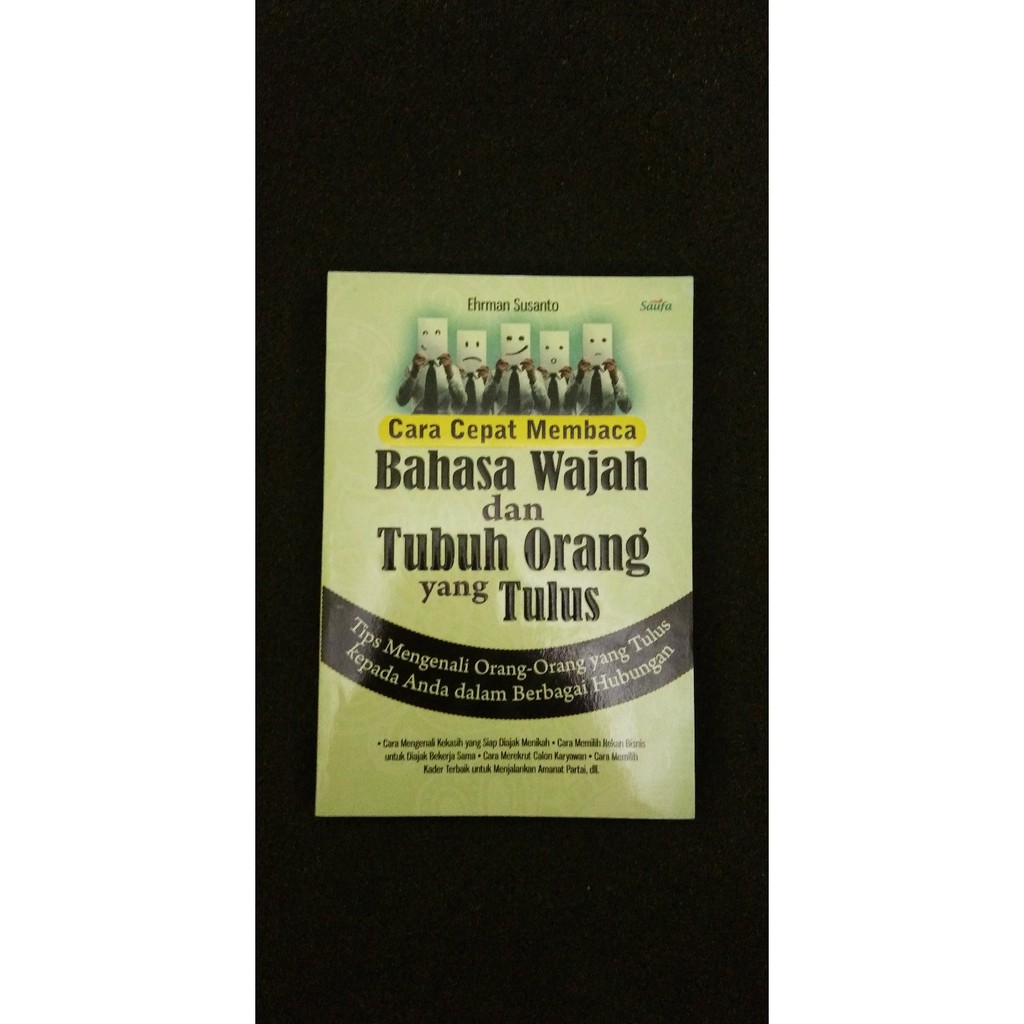 Ehrman Susanto
Saufa
Cara Cepat Membaca
Bahasa Wajah
dan
Tubuh Orang
yang Tulus
Tips Mengenali Orang-Orang yang Tulus
kepada Anda dalam Berbagai Hubungan
• Cara Mengenali Kekasih yang Siap Diajak Menikah • Cara Memilih Rekan Bisnis
untuk Diajak Bekerja Sama • Cara Merekrut Calon Karyawan • Cara Memilih
Kader Terbaik untuk Menjalankan Amanat Partai, dll.